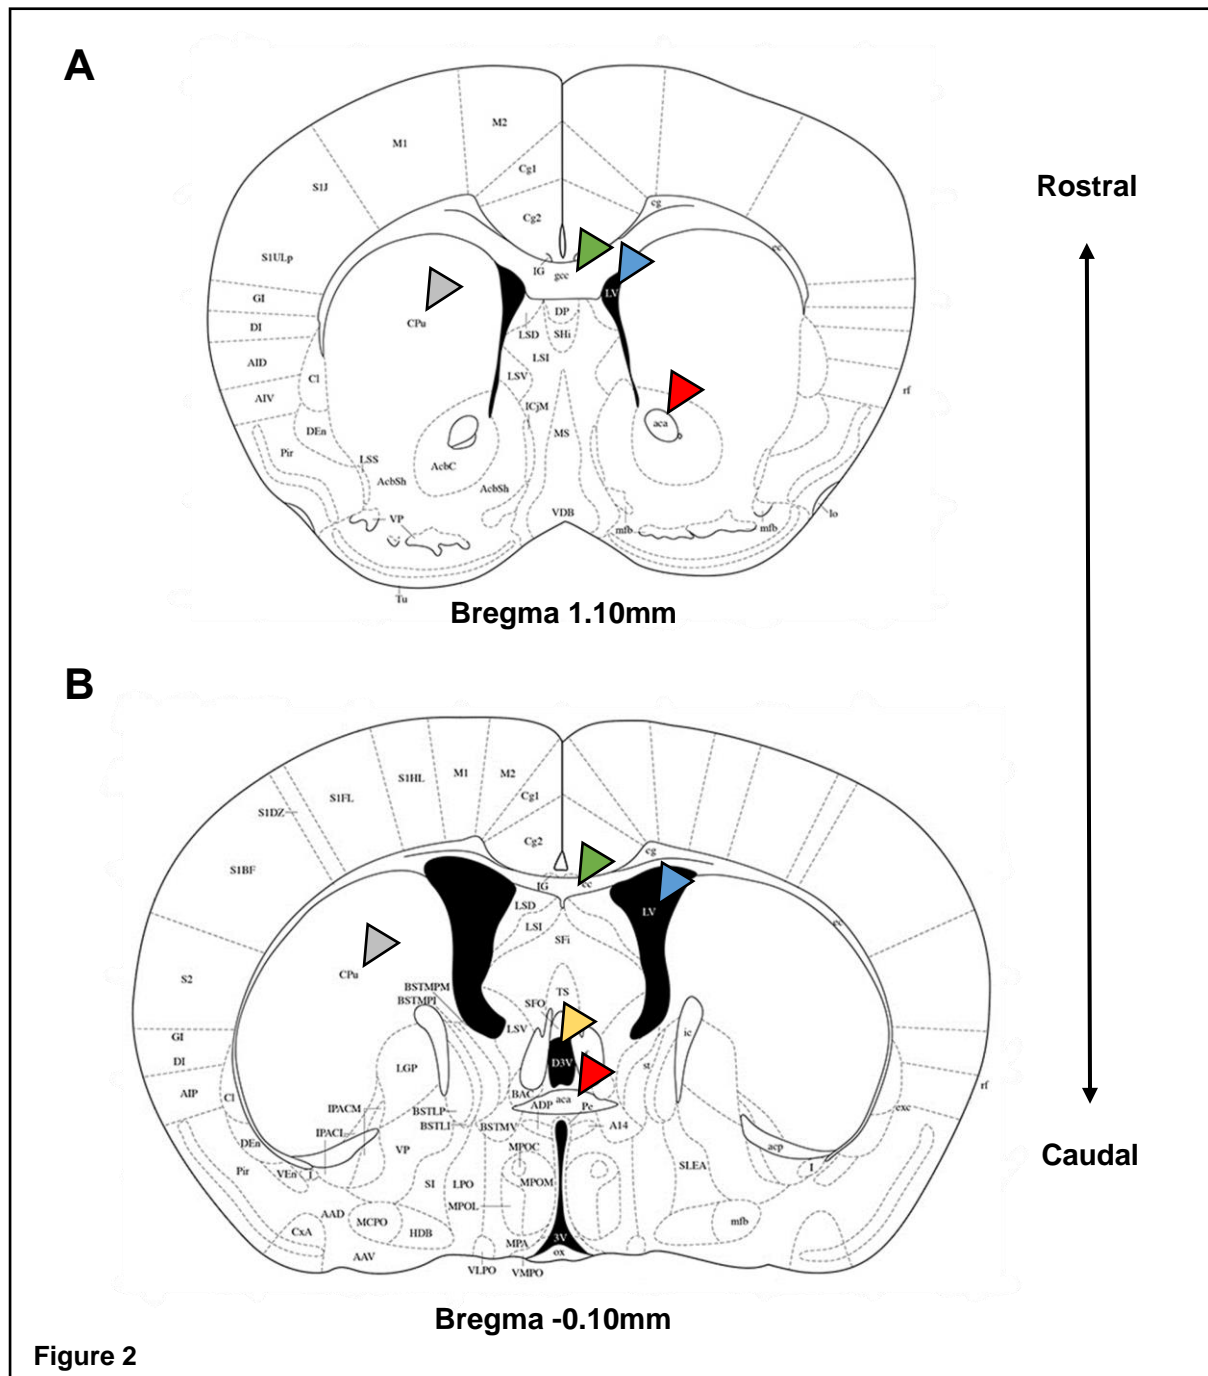 A
Rostral
M2
M1
Cg1
S1J
cg
Cg2
ec
S1ULp
IG
gcc
LV
GI
CPu
DP
DI
LSD
SHi
AID
LSI
Cl
LSV
rf
AIV
ICjM
aca
DEn
MS
Pir
LSS
AcbC
AcbSh
AcbSh
VP
VDB
lo
mfb
mfb
Tu
Bregma 1.10mm
B
S1HL
M1
M2
S1FL
Cg1
S1DZ
Cg2
cg
S1BF
IG
cc
LSD
LV
ec
LSI
SFi
S2
CPu
BSTMPM
TS
BSTMPI
SFO
LSV
ic
GI
DI
LGP
D3V
st
AIP
BAC
aca
rf
Cl
IPACM
BSTLP
ADP
Pe
exc
IPACL
BSTLI
BSTMV
A14
DEn
VP
MPOC
acp
Pir
VEn
I
SLEA
I
SI
LPO
MPOM
MPOL
AAD
MCPO
mfb
CxA
HDB
MPA
3V
AAV
ox
VLPO
VMPO
Caudal
Bregma -0.10mm
Figure 2